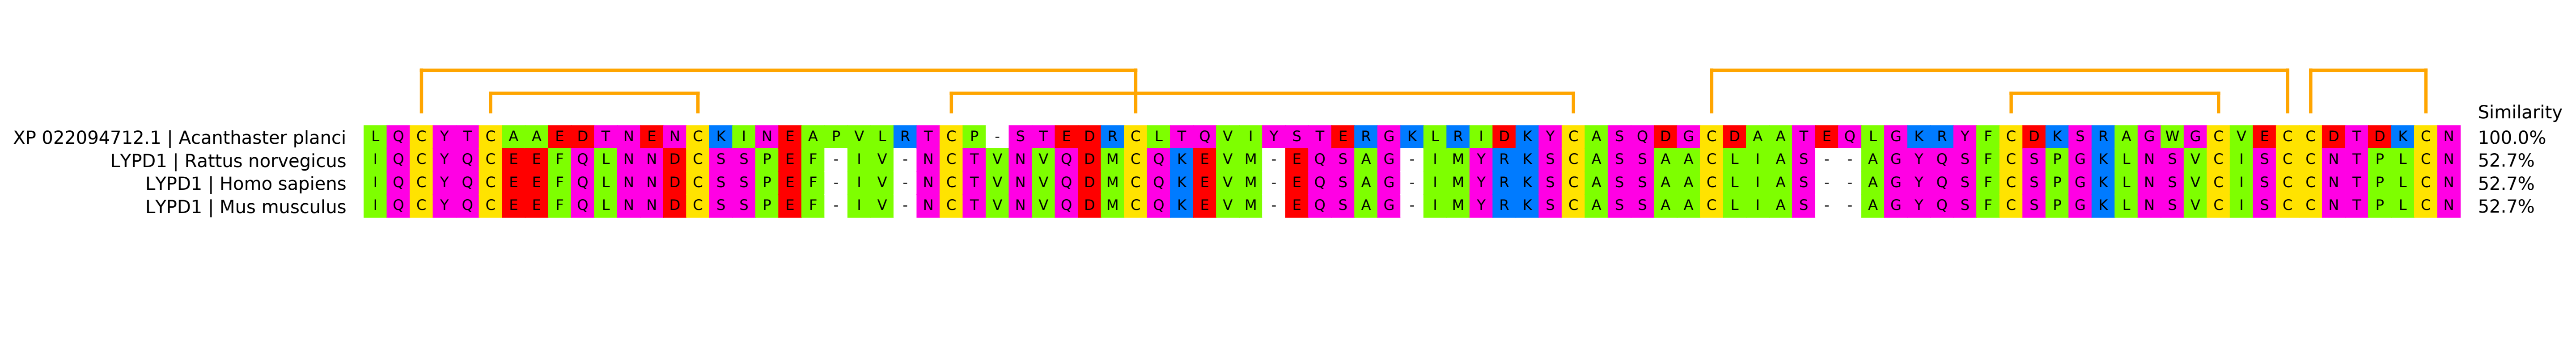 Similarity
XP 022094712.1 | Acanthaster planci L Q C Y T C A A E D T N E N C K I N E A P V L R T C P - S T E D R C L T Q V I Y S T E R G K L R I D K Y C A S Q D G C D A A T E Q L G K R Y F C D K S R A G W G C V E C C D T D K C N 100.0%
LYPD1 | Rattus norvegicus I Q C Y Q C E E F Q L N N D C S S P E F - I V - N C T V N V Q D M C Q K E V M - E Q S A G - I M Y R K S C A S S A A C L I A S - - A G Y Q S F C S P G K L N S V C I S C C N T P L C N 52.7%
LYPD1 | Homo sapiens I Q C Y Q C E E F Q L N N D C S S P E F - I V - N C T V N V Q D M C Q K E V M - E Q S A G - I M Y R K S C A S S A A C L I A S - - A G Y Q S F C S P G K L N S V C I S C C N T P L C N 52.7%
LYPD1 | Mus musculus I Q C Y Q C E E F Q L N N D C S S P E F - I V - N C T V N V Q D M C Q K E V M - E Q S A G - I M Y R K S C A S S A A C L I A S - - A G Y Q S F C S P G K L N S V C I S C C N T P L C N 52.7%